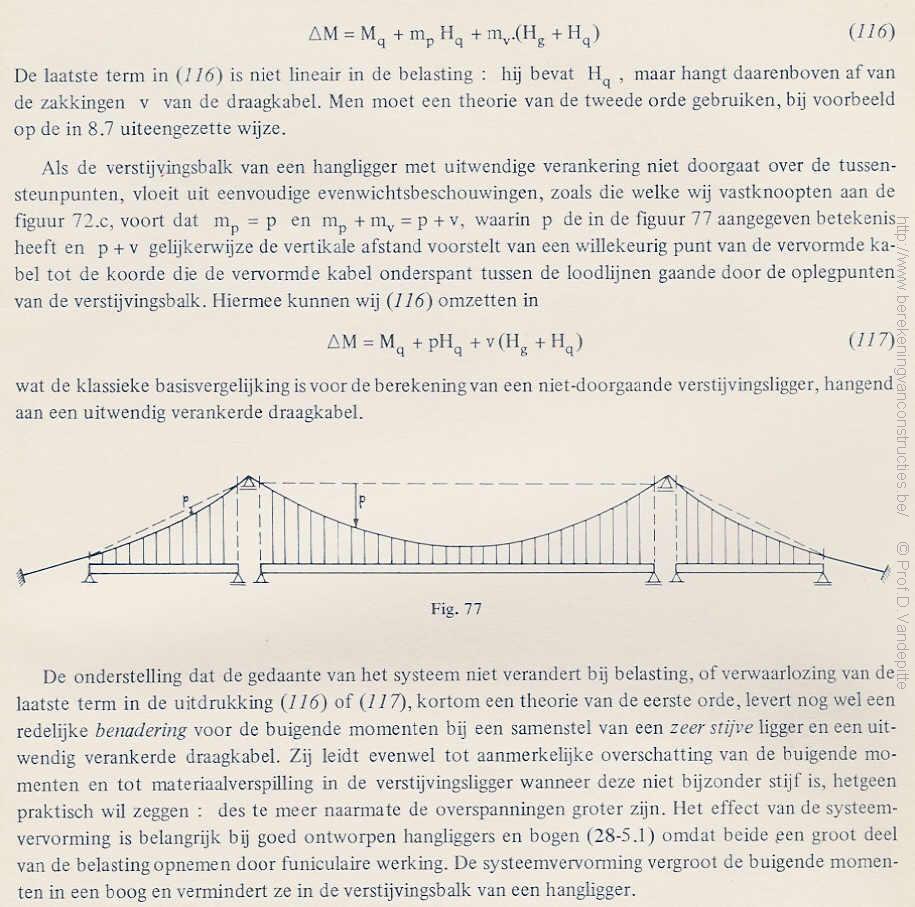 ΔM = M_q + m_p H_q + m_v.(H_g + H_q) (116)
De laatste term in (116) is niet lineair in de belasting : hij bevat H_q , maar hangt daarenboven af van
de zakkingen v van de draagkabel. Men moet een theorie van de tweede orde gebruiken, bij voorbeeld
op de in 8.7 uiteengezette wijze.
Als de verstijvingsbalk van een hangligger met uitwendige verankering niet doorgaat over de tussen-
steunpunten, vloeit uit eenvoudige evenwichtsbeschouwingen, zoals die welke wij vastknoopten aan de
figuur 72.c, voort dat m_p = p en m_p + m_v = p + v, waarin p de in de figuur 77 aangegeven betekenis
heeft en p + v gelijkerwijze de vertikale afstand voorstelt van een willekeurig punt van de vervormde ka-
bel tot de koorde die de vervormde kabel onderspant tussen de loodlijnen gaande door de oplegpunten
van de verstijvingsbalk. Hiermee kunnen wij (116) omzetten in
ΔM = M_q + pH_q + v (H_g + H_q) (117)
wat de klassieke basisvergelijking is voor de berekening van een niet-doorgaande verstijvingsligger, hangend
aan een uitwendig verankerde draagkabel.
p p
Fig. 77
De onderstelling dat de gedaante van het systeem niet verandert bij belasting, of verwaarlozing van de
laatste term in de uitdrukking (116) of (117), kortom een theorie van de eerste orde, levert nog wel een
redelijke benadering voor de buigende momenten bij een samenstel van een zeer stijve ligger en een uit-
wendig verankerde draagkabel. Zij leidt evenwel tot aanmerkelijke overschatting van de buigende mo-
menten en tot materiaalverspilling in de verstijvingsligger wanneer deze niet bijzonder stijf is, hetgeen
praktisch wil zeggen : des te meer naarmate de overspanningen groter zijn. Het effect van de systeem-
vervorming is belangrijk bij goed ontworpen hangliggers en bogen (28-5.1) omdat beide een groot deel
van de belasting opnemen door funiculaire werking. De systeemvervorming vergroot de buigende momen-
ten in een boog en vermindert ze in de verstijvingsbalk van een hangligger.
http://www.berekeningvanconstructies.be/ © Prof.D.Vandepitte